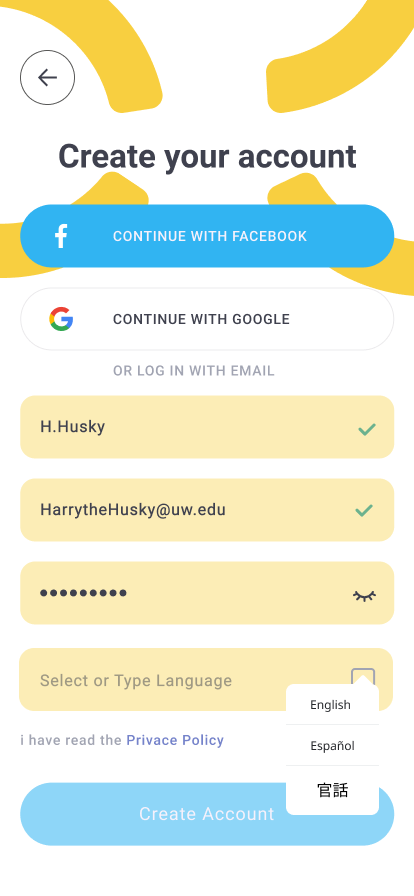 Create your account
CONTINUE WITH FACEBOOK
CONTINUE WITH GOOGLE
OR LOG IN WITH EMAIL
H.Husky
HarrytheHusky@uw.edu
Select or Type Language
English
i have read the Privace Policy
Español
官話
Create Account